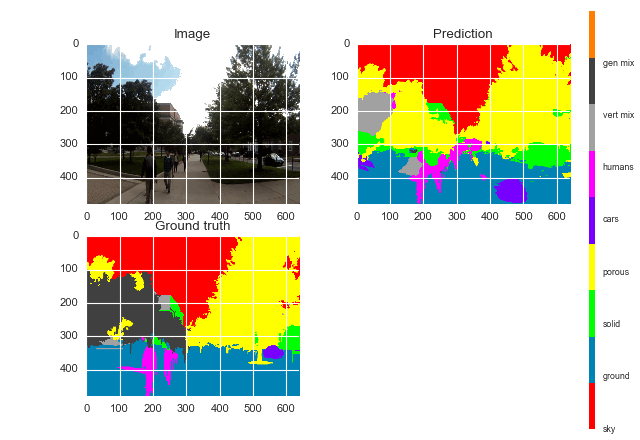 Image
0
100
200
300
400
0 100 200 300 400 500 600
Prediction
0
100
200
300
400
0 100 200 300 400 500 600
Ground truth
0
100
200
300
400
0 100 200 300 400 500 600
gen mix
vert mix
humans
cars
porous
solid
ground
sky